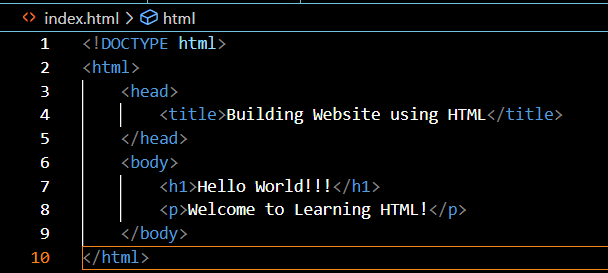 index.html > html
1 <!DOCTYPE html>
2 <html>
3 <head>
4 <title>Building Website using HTML</title>
5 </head>
6 <body>
7 <h1>Hello World!!!</h1>
8 <p>Welcome to Learning HTML!</p>
9 </body>
10 </html>